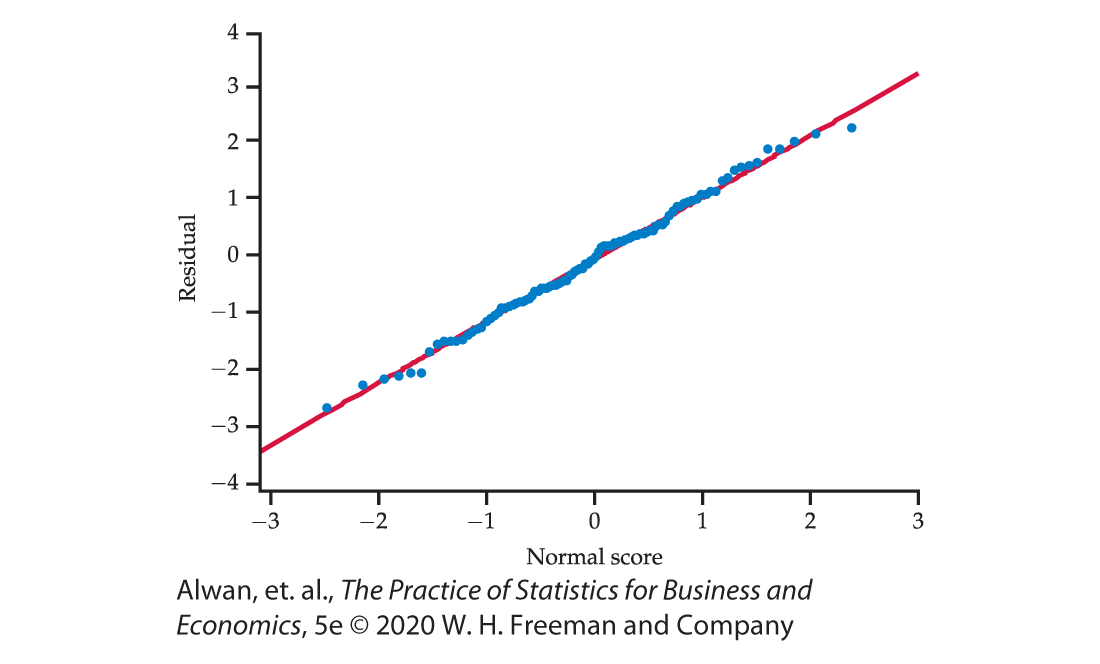 4
3
2
1
0
−1
−2
−3
−4
Residual
−3 −2 −1 0 1 2 3
Normal score
Alwan, et. al., The Practice of Statistics for Business and
Economics, 5e © 2020 W. H. Freeman and Company